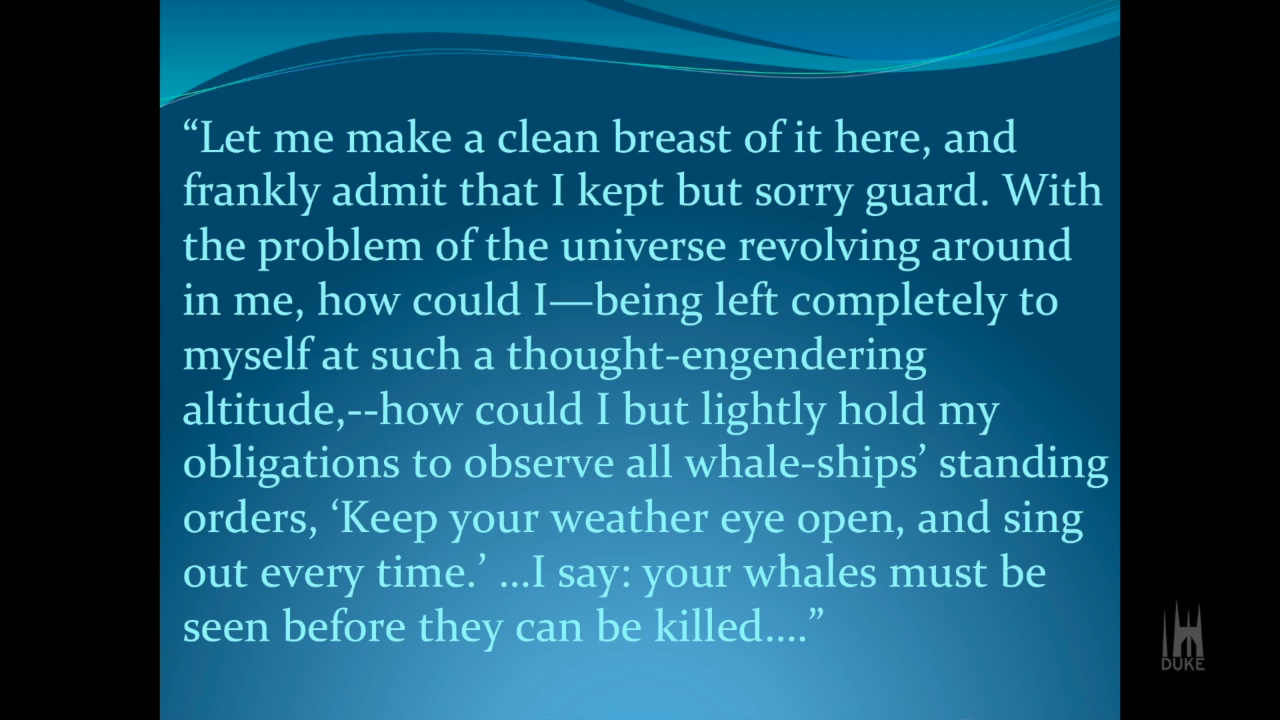 “Let me make a clean breast of it here, and
frankly admit that I kept but sorry guard. With
the problem of the universe revolving around
in me, how could I—being left completely to
myself at such a thought-engendering
altitude,--how could I but lightly hold my
obligations to observe all whale-ships’ standing
orders, ‘Keep your weather eye open, and sing
out every time.’ ...I say: your whales must be
seen before they can be killed....”
DUKE